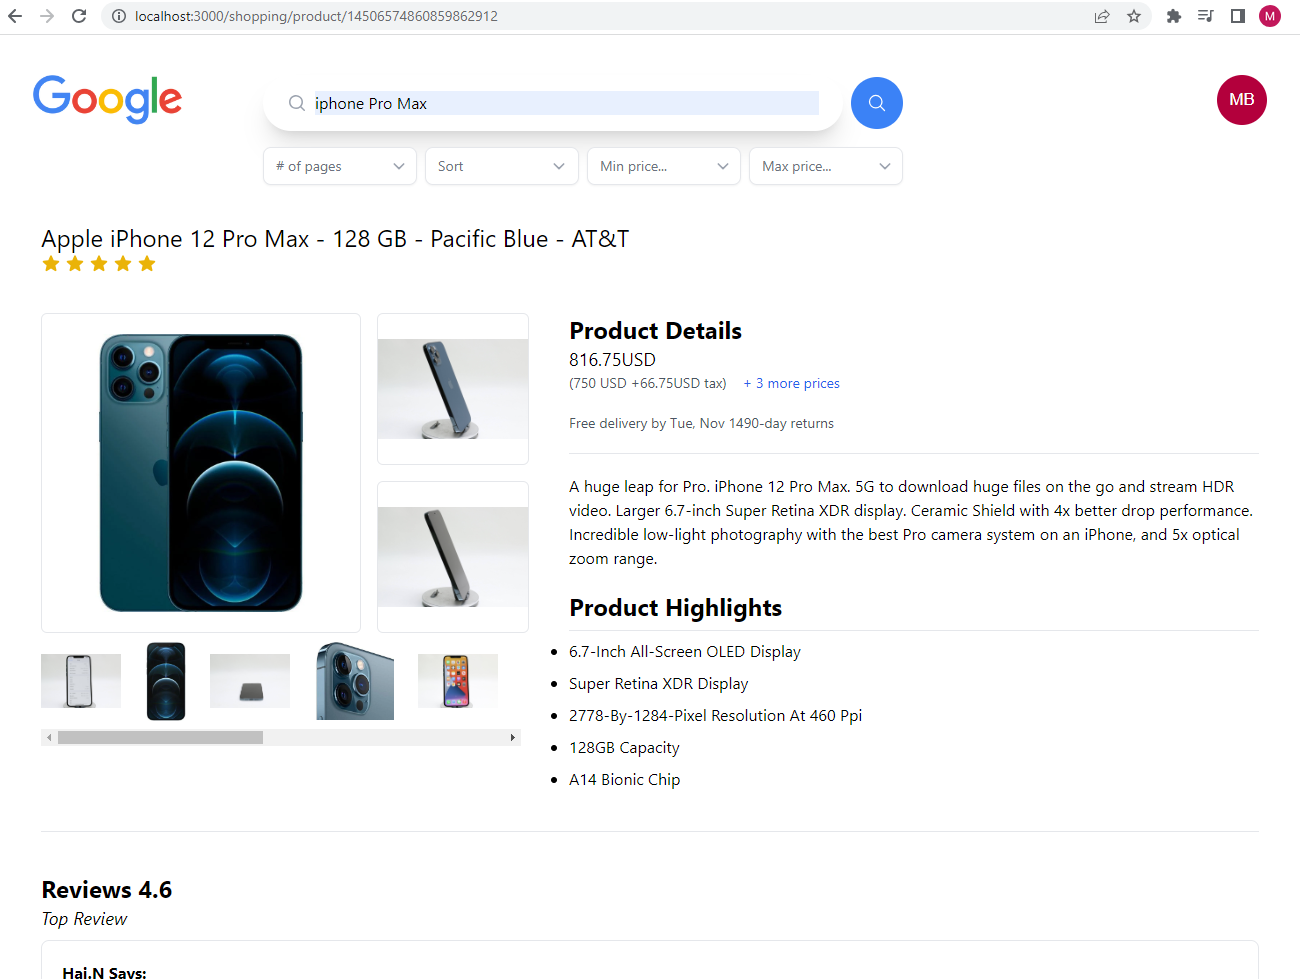 localhost:3000/shopping/product/14506574860859862912
M
Google
iphone Pro Max
MB
# of pages
Sort
Min price...
Max price...
Apple iPhone 12 Pro Max - 128 GB - Pacific Blue - AT&T
Product Details
816.75USD
(750 USD +66.75USD tax) + 3 more prices
Free delivery by Tue, Nov 1490-day returns
A huge leap for Pro. iPhone 12 Pro Max. 5G to download huge files on the go and stream HDR
video. Larger 6.7-inch Super Retina XDR display. Ceramic Shield with 4x better drop performance.
Incredible low-light photography with the best Pro camera system on an iPhone, and 5x optical
zoom range.
Product Highlights
6.7-Inch All-Screen OLED Display
Super Retina XDR Display
2778-By-1284-Pixel Resolution At 460 Ppi
128GB Capacity
A14 Bionic Chip
Reviews 4.6
Top Review
Hai.N Says: